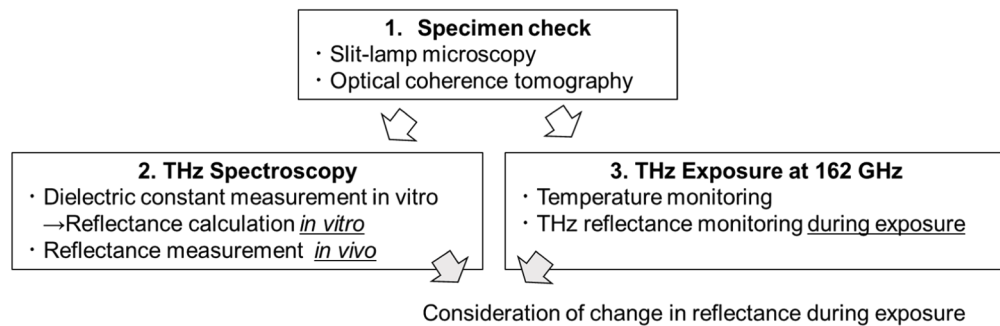 1. Specimen check
・Slit-lamp microscopy
・Optical coherence tomography
2. THz Spectroscopy
・Dielectric constant measurement in vitro
→Reflectance calculation in vitro
・Reflectance measurement in vivo
3. THz Exposure at 162 GHz
・Temperature monitoring
・THz reflectance monitoring during exposure
Consideration of change in reflectance during exposure